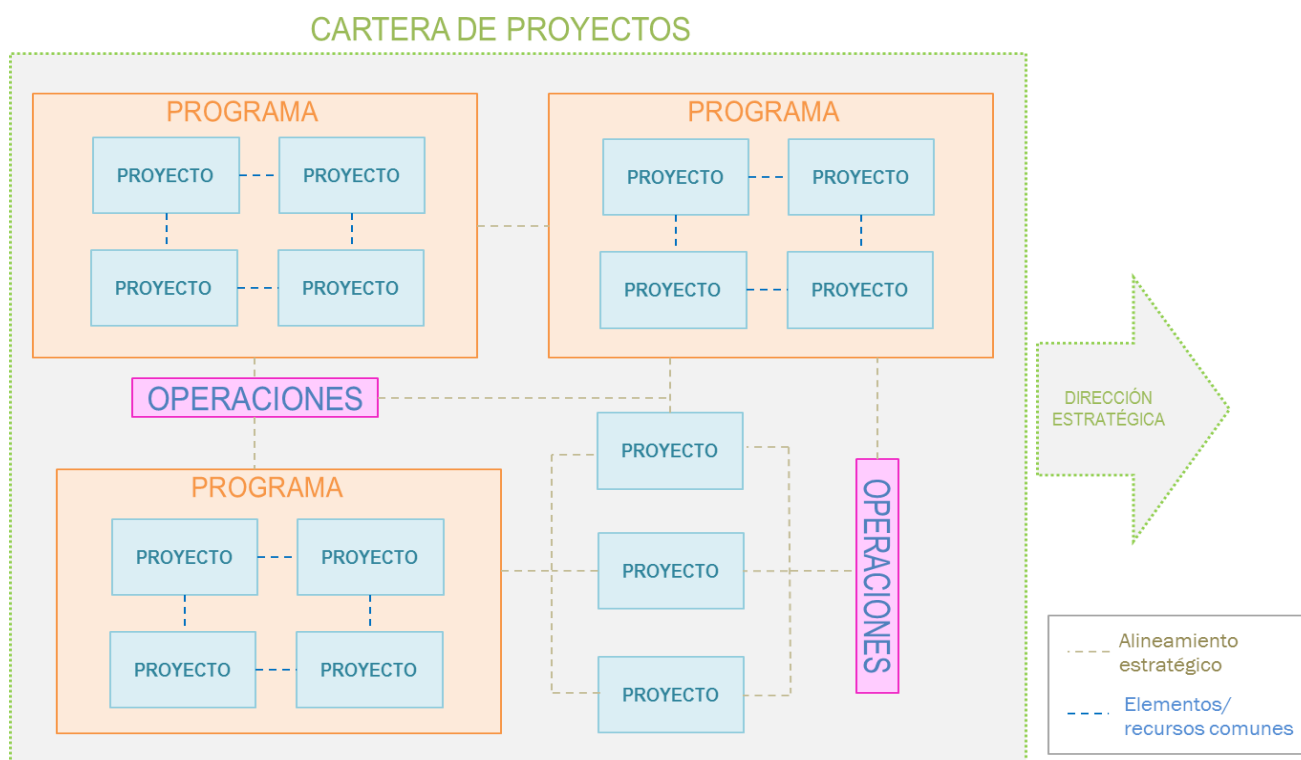 CARTERA DE PROYECTOS
PROGRAMA
PROYECTO
PROYECTO
PROYECTO
PROYECTO
PROGRAMA
PROYECTO
PROYECTO
PROYECTO
PROYECTO
OPERACIONES
PROGRAMA
PROYECTO
PROYECTO
PROYECTO
PROYECTO
PROYECTO
PROYECTO
PROYECTO
OPERACIONES
DIRECCIÓN
ESTRATÉGICA
Alineamiento
estratégico
Elementos/
recursos comunes